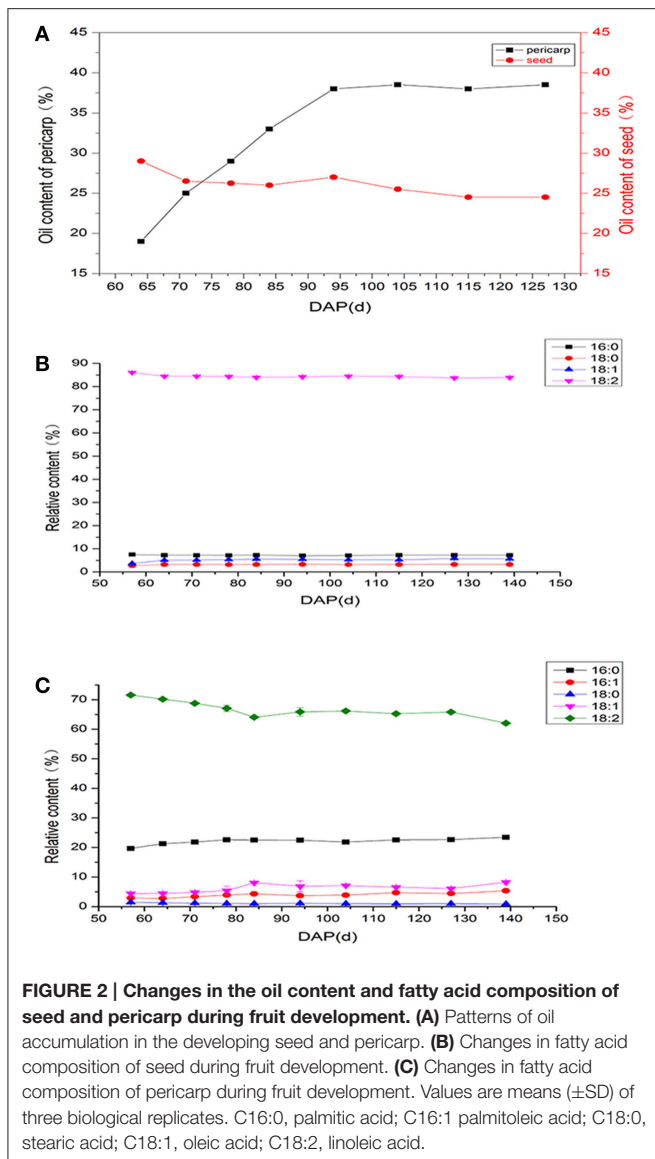 A
45
40
35
30
25
20
15
Oil content of pericarp (%)
pericarp
seed
45
40
35
30
25
20
15
Oil content of seed (%)
60 65 70 75 80 85 90 95 100 105 110 115 120 125 130
DAP(d)
B
90
80
70
60
50
40
30
20
10
0
Relative content (%)
16:0
18:0
18:1
18:2
50 60 70 80 90 100 110 120 130 140 150
DAP(d)
C
70
60
50
40
30
20
10
0
Relative content (%)
16:0
16:1
18:0
18:1
18:2
50 60 70 80 90 100 110 120 130 140 150
DAP(d)
FIGURE 2 | Changes in the oil content and fatty acid composition of
seed and pericarp during fruit development. (A) Patterns of oil
accumulation in the developing seed and pericarp. (B) Changes in fatty acid
composition of seed during fruit development. (C) Changes in fatty acid
composition of pericarp during fruit development. Values are means (±SD) of
three biological replicates. C16:0, palmitic acid; C16:1 palmitoleic acid; C18:0,
stearic acid; C18:1, oleic acid; C18:2, linoleic acid.